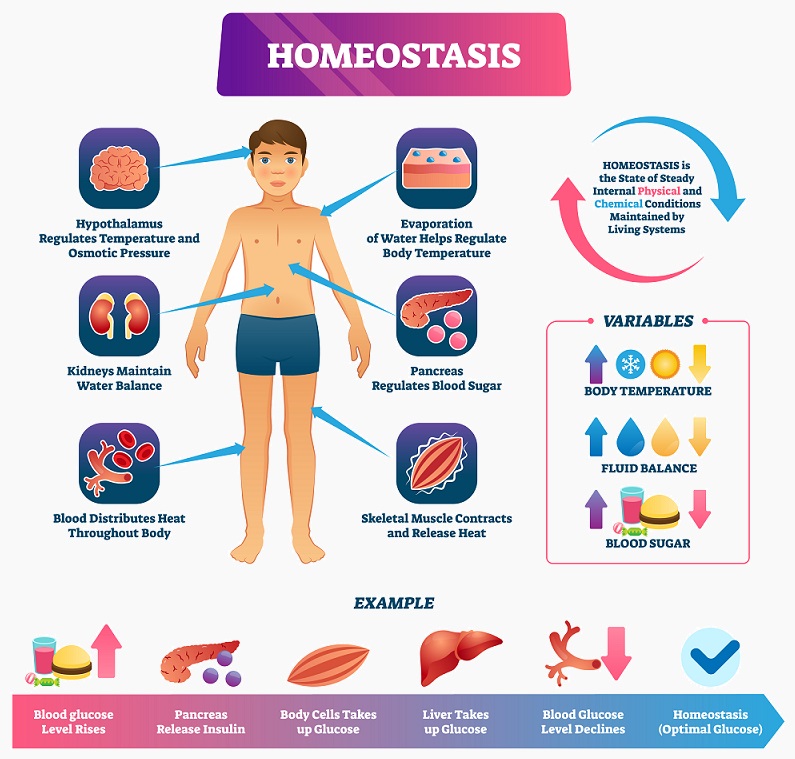 HOMEOSTASIS
Hypothalamus
Regulates Temperature and
Osmotic Pressure
Evaporation
of Water Helps Regulate
Body Temperature
HOMEOSTASIS is
the State of Steady
Internal Physical and
Chemical Conditions
Maintained by
Living Systems
Kidneys Maintain
Water Balance
Pancreas
Regulates Blood Sugar
Blood Distributes Heat
Throughout Body
Skeletal Muscle Contracts
and Release Heat
VARIABLES
BODY TEMPERATURE
FLUID BALANCE
BLOOD SUGAR
EXAMPLE
Blood glucose
Level Rises
Pancreas
Release Insulin
Body Cells Takes
up Glucose
Liver Takes
up Glucose
Blood Glucose
Level Declines
Homeostasis
(Optimal Glucose)